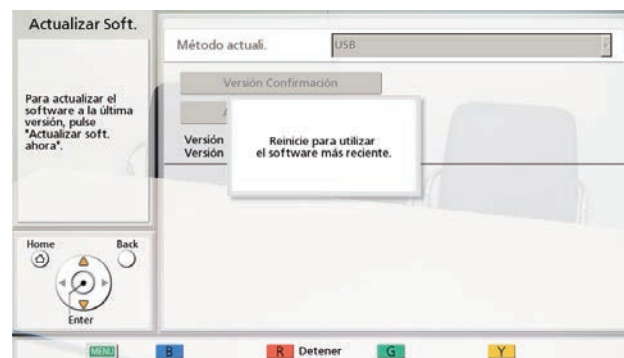 Actualizar Soft.
Para actualizar el
software a la última
versión, pulse
"Actualizar soft.
ahora".
Home
Back
Enter
Método actuali.
USB
Versión Confirmación
A
Versión
Versión
Reinicie para utilizar
el software más reciente.
MENU
B
R Detener
G
Y